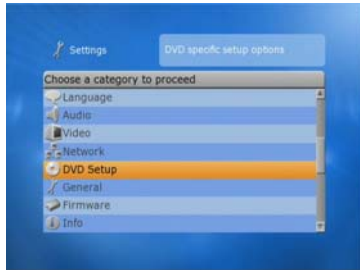 Settings
DVD specific setup options
Choose a category to proceed
Language
Audio
Video
Network
DVD Setup
General
Firmware
Info